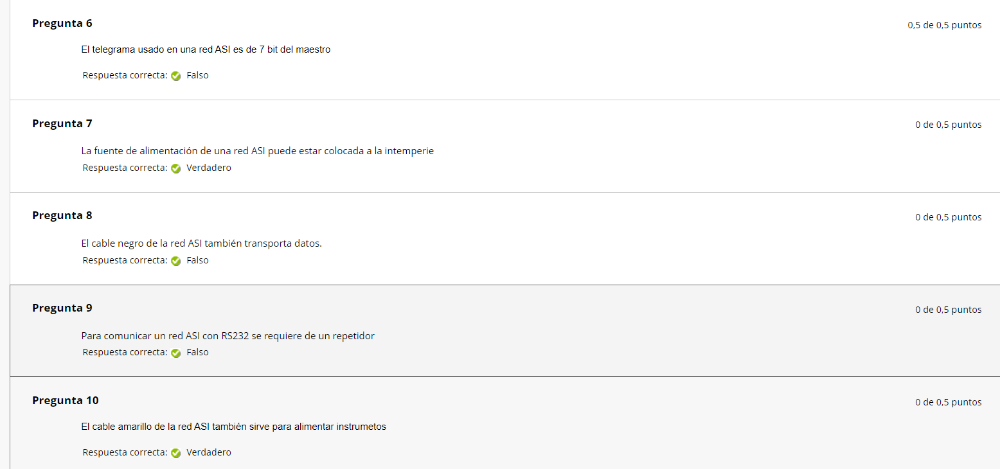 Pregunta 6
0,5 de 0,5 puntos
El telegrama usado en una red ASI es de 7 bit del maestro
Respuesta correcta: Falso
Pregunta 7
0 de 0,5 puntos
La fuente de alimentación de una red ASI puede estar colocada a la intemperie
Respuesta correcta: Verdadero
Pregunta 8
0 de 0,5 puntos
El cable negro de la red ASI también transporta datos.
Respuesta correcta: Falso
Pregunta 9
0 de 0,5 puntos
Para comunicar un red ASI con RS232 se requiere de un repetidor
Respuesta correcta: Falso
Pregunta 10
0 de 0,5 puntos
El cable amarillo de la red ASI también sirve para alimentar instrumetos
Respuesta correcta: Verdadero